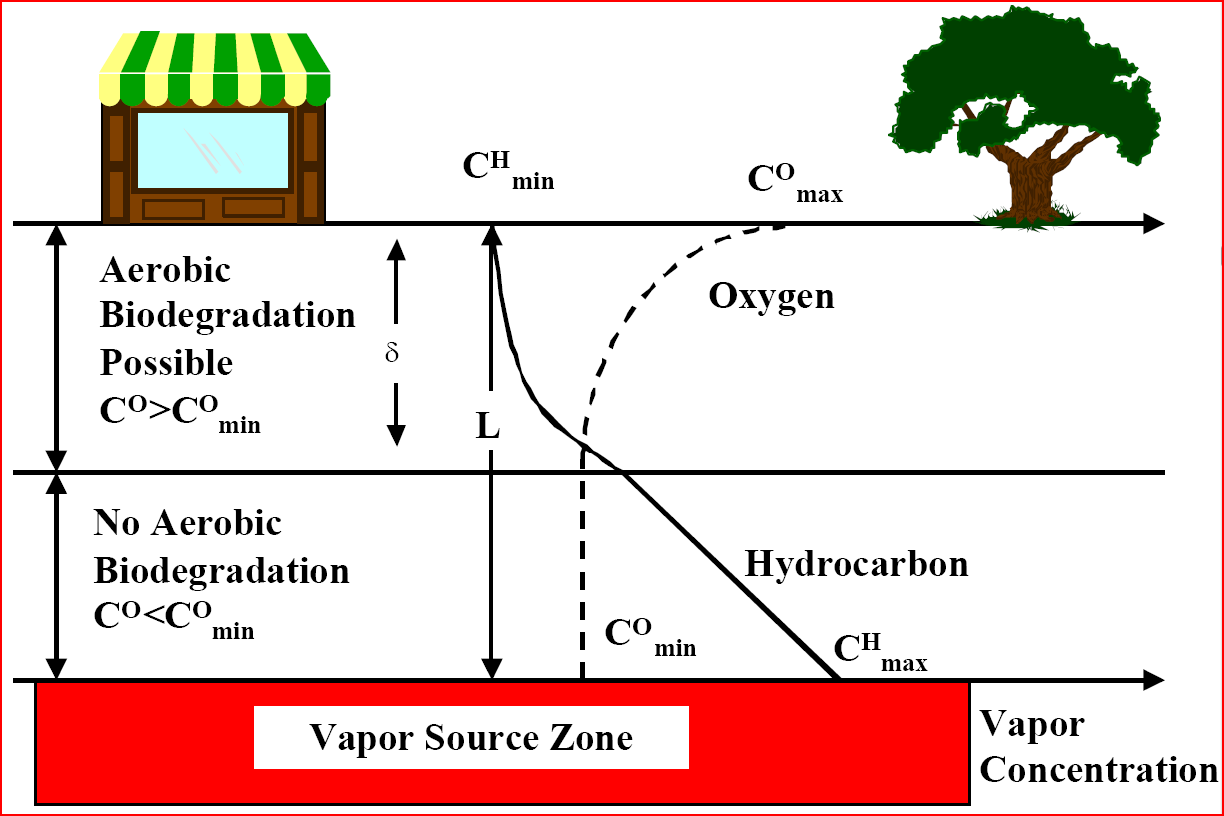 C^H_min
C^O_max
Aerobic
Biodegradation
Possible
C^O>C^O_min
δ
Oxygen
L
No Aerobic
Biodegradation
C^O<C^O_min
Hydrocarbon
C^O_min
C^H_max
Vapor Source Zone
Vapor
Concentration